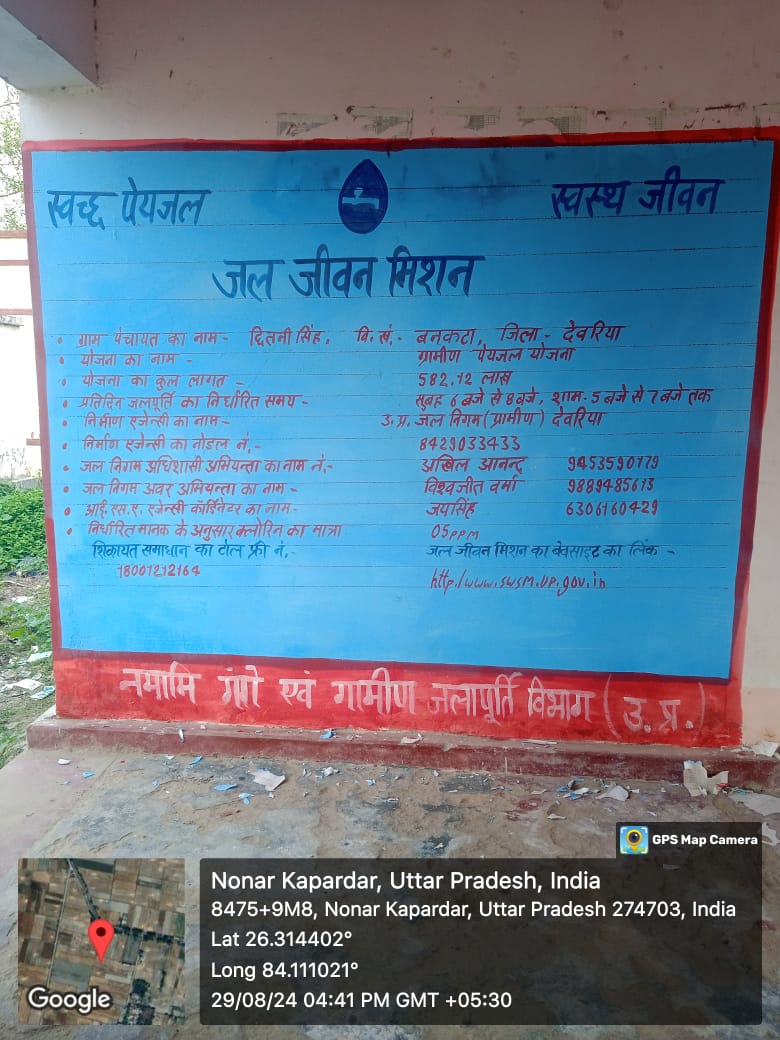 स्वच्छ पेयजल स्वस्थ जीवन
जल जीवन मिशन
• ग्राम पंचायत का नाम - छितनी सिंह, वि. खं. - बनकटा, जिला - देवरिया
• योजना का नाम - ग्रामीण पेयजल योजना
• योजना का कुल लागत - 582.12 लाख
• प्रतिदिन जलपूर्ति का निर्धारित समय - सुबह 6 बजे से 8 बजे, शाम - 5 बजे से 7 बजे तक
• निर्माण एजेन्सी का नाम - उ. प्र. जल निगम (ग्रामीण) देवरिया
• निर्माण एजेन्सी का नोडल नं. - 8429033433
• जल निगम अधिशासी अभियन्ता का नाम नं. - अखिल आनन्द 9453590779
• जल निगम अवर अभियन्ता का नाम - विश्वजीत वर्मा 9889485613
• आई. एस. ए. एजेन्सी कॉर्डिनेटर का नाम - जयसिंह 6306160429
• निर्धारित मानक के अनुसार क्लोरिन का मात्रा 05 PPM
शिकायत समाधान का टोल फ्री नं. - जल जीवन मिशन का वेवसाइट का लिंक -
18001212164 http./www.swsm.up.gov.in
नमामि गंगे एवं गामीण जलापूर्ति विभाग (उ. प्र.)
GPS Map Camera
Nonar Kapardar, Uttar Pradesh, India
8475+9M8, Nonar Kapardar, Uttar Pradesh 274703, India
Lat 26.314402°
Long 84.111021°
29/08/24 04:41 PM GMT +05:30
Google